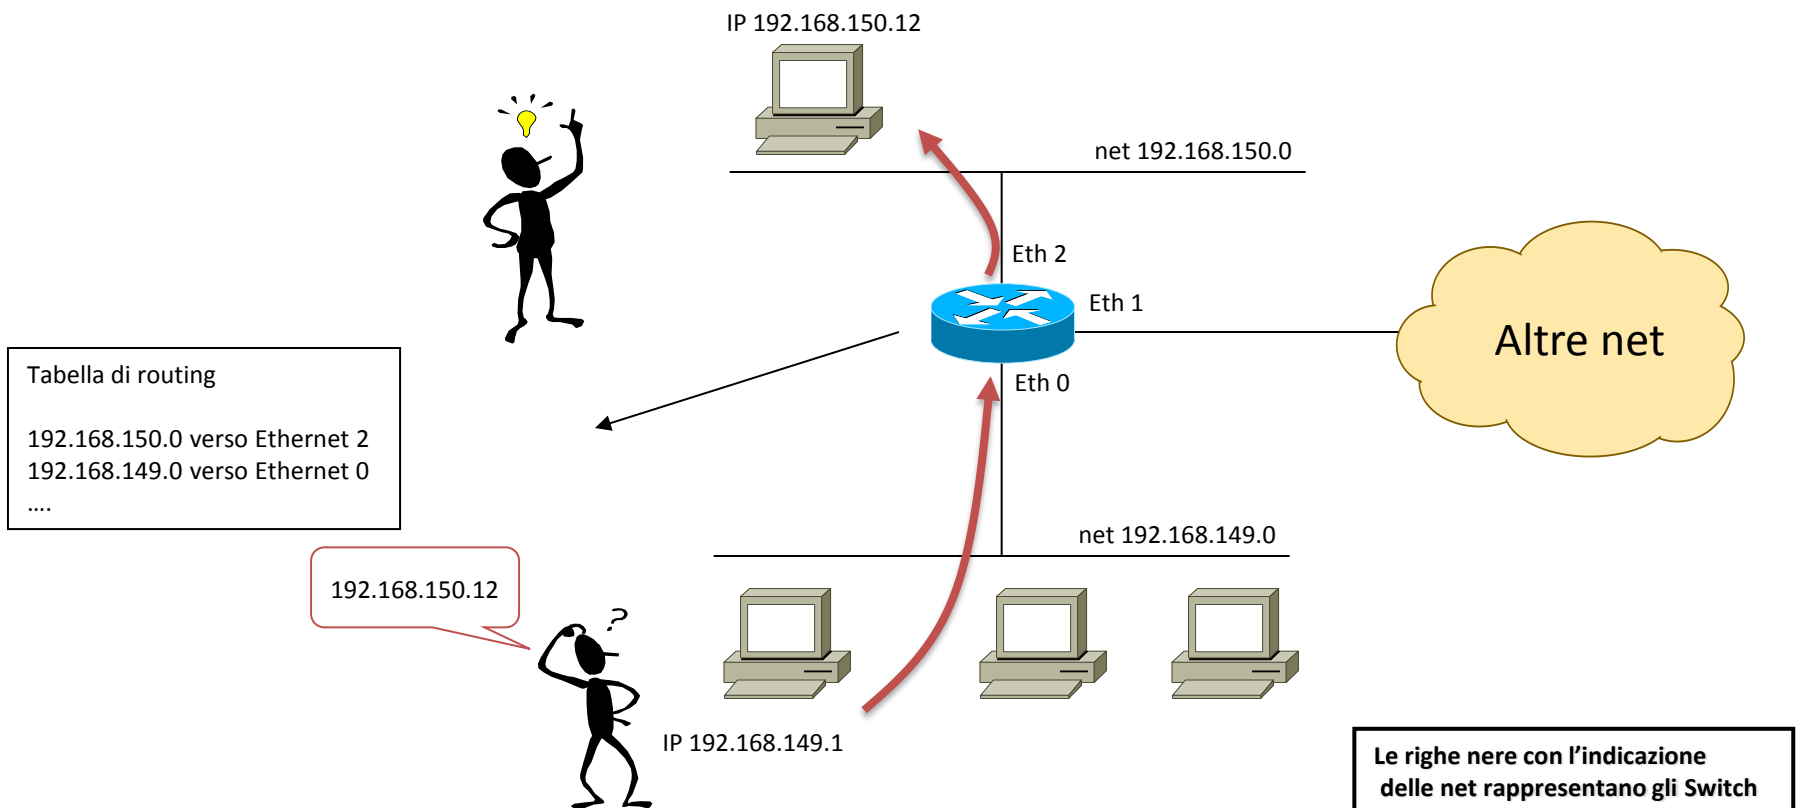 IP 192.168.150.12
net 192.168.150.0
Eth 2
Eth 1
Altre net
Eth 0
Tabella di routing
192.168.150.0 verso Ethernet 2
192.168.149.0 verso Ethernet 0
….
net 192.168.149.0
192.168.150.12
?
IP 192.168.149.1
Le righe nere con l’indicazione
delle net rappresentano gli Switch